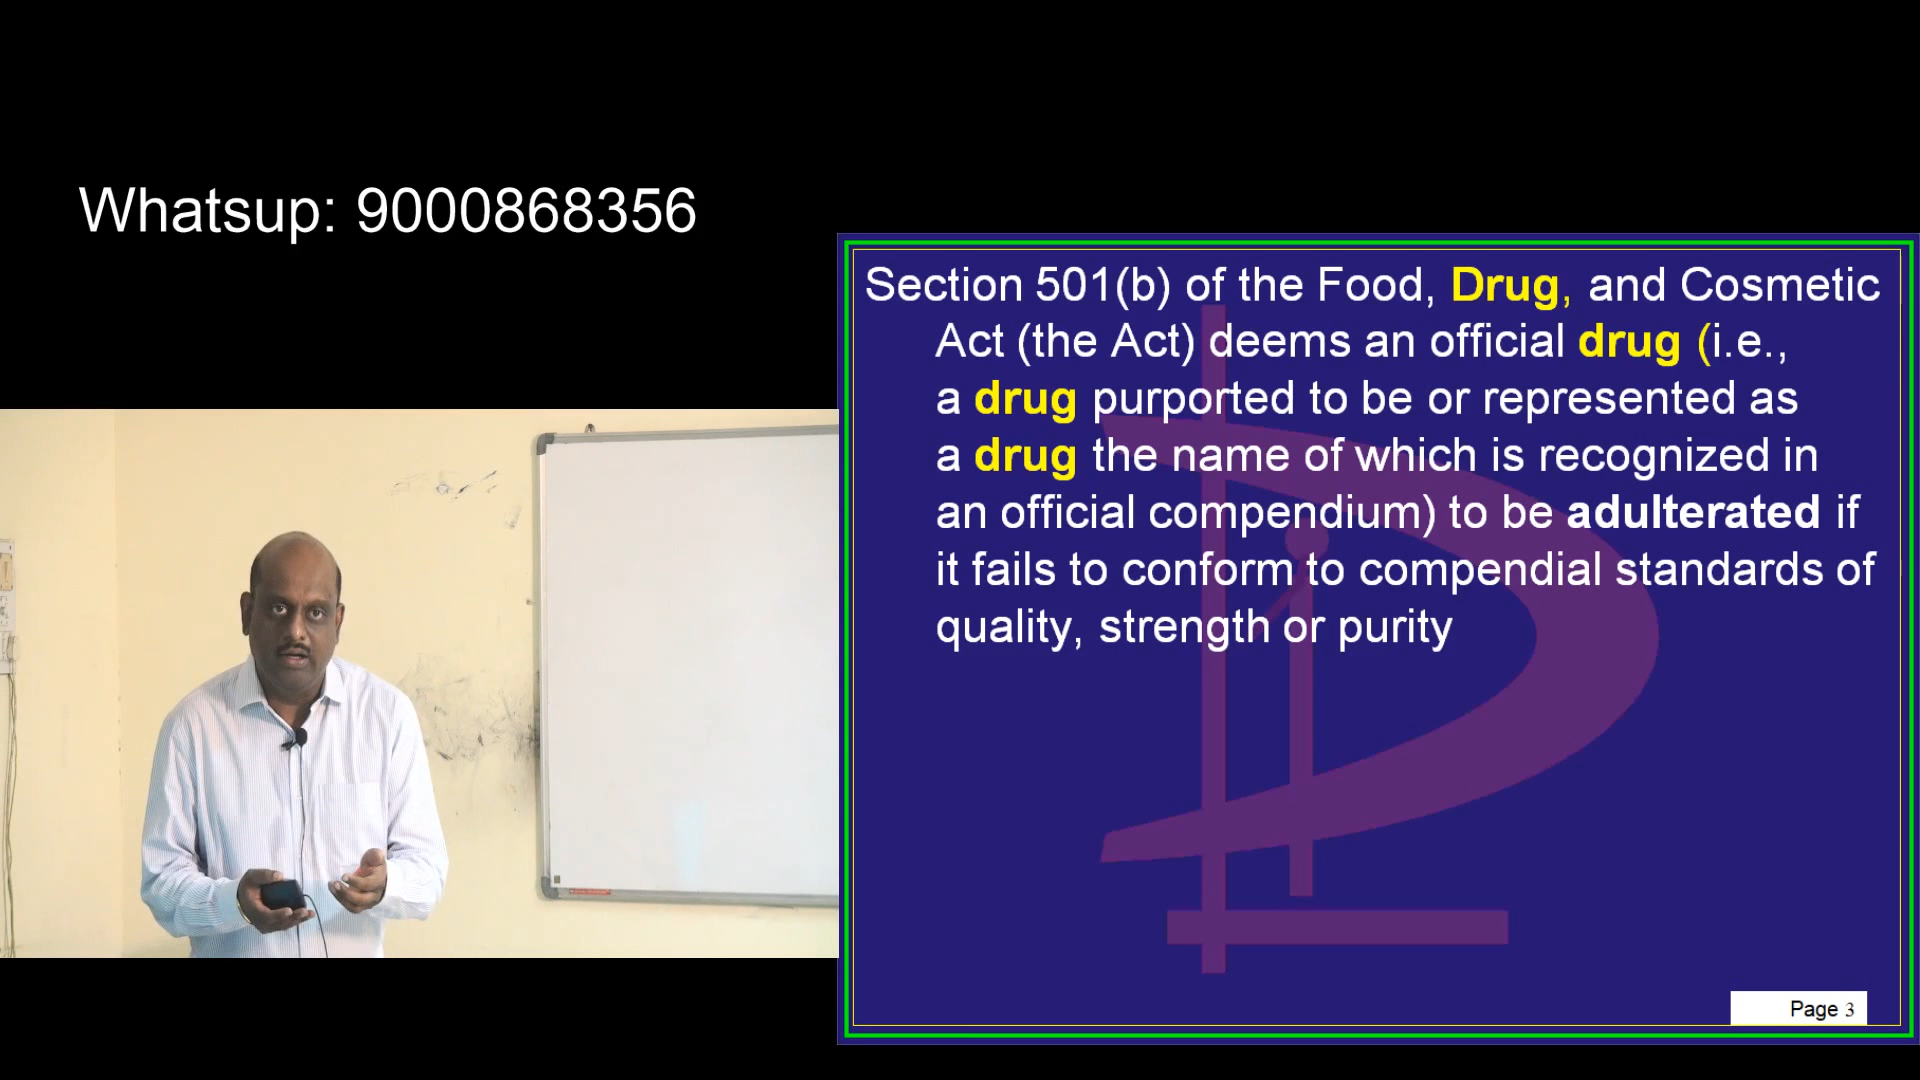 Whatsup: 9000868356
Section 501(b) of the Food, Drug, and Cosmetic
Act (the Act) deems an official drug (i.e.,
a drug purported to be or represented as
a drug the name of which is recognized in
an official compendium) to be adulterated if
it fails to conform to compendial standards of
quality, strength or purity
Page 3